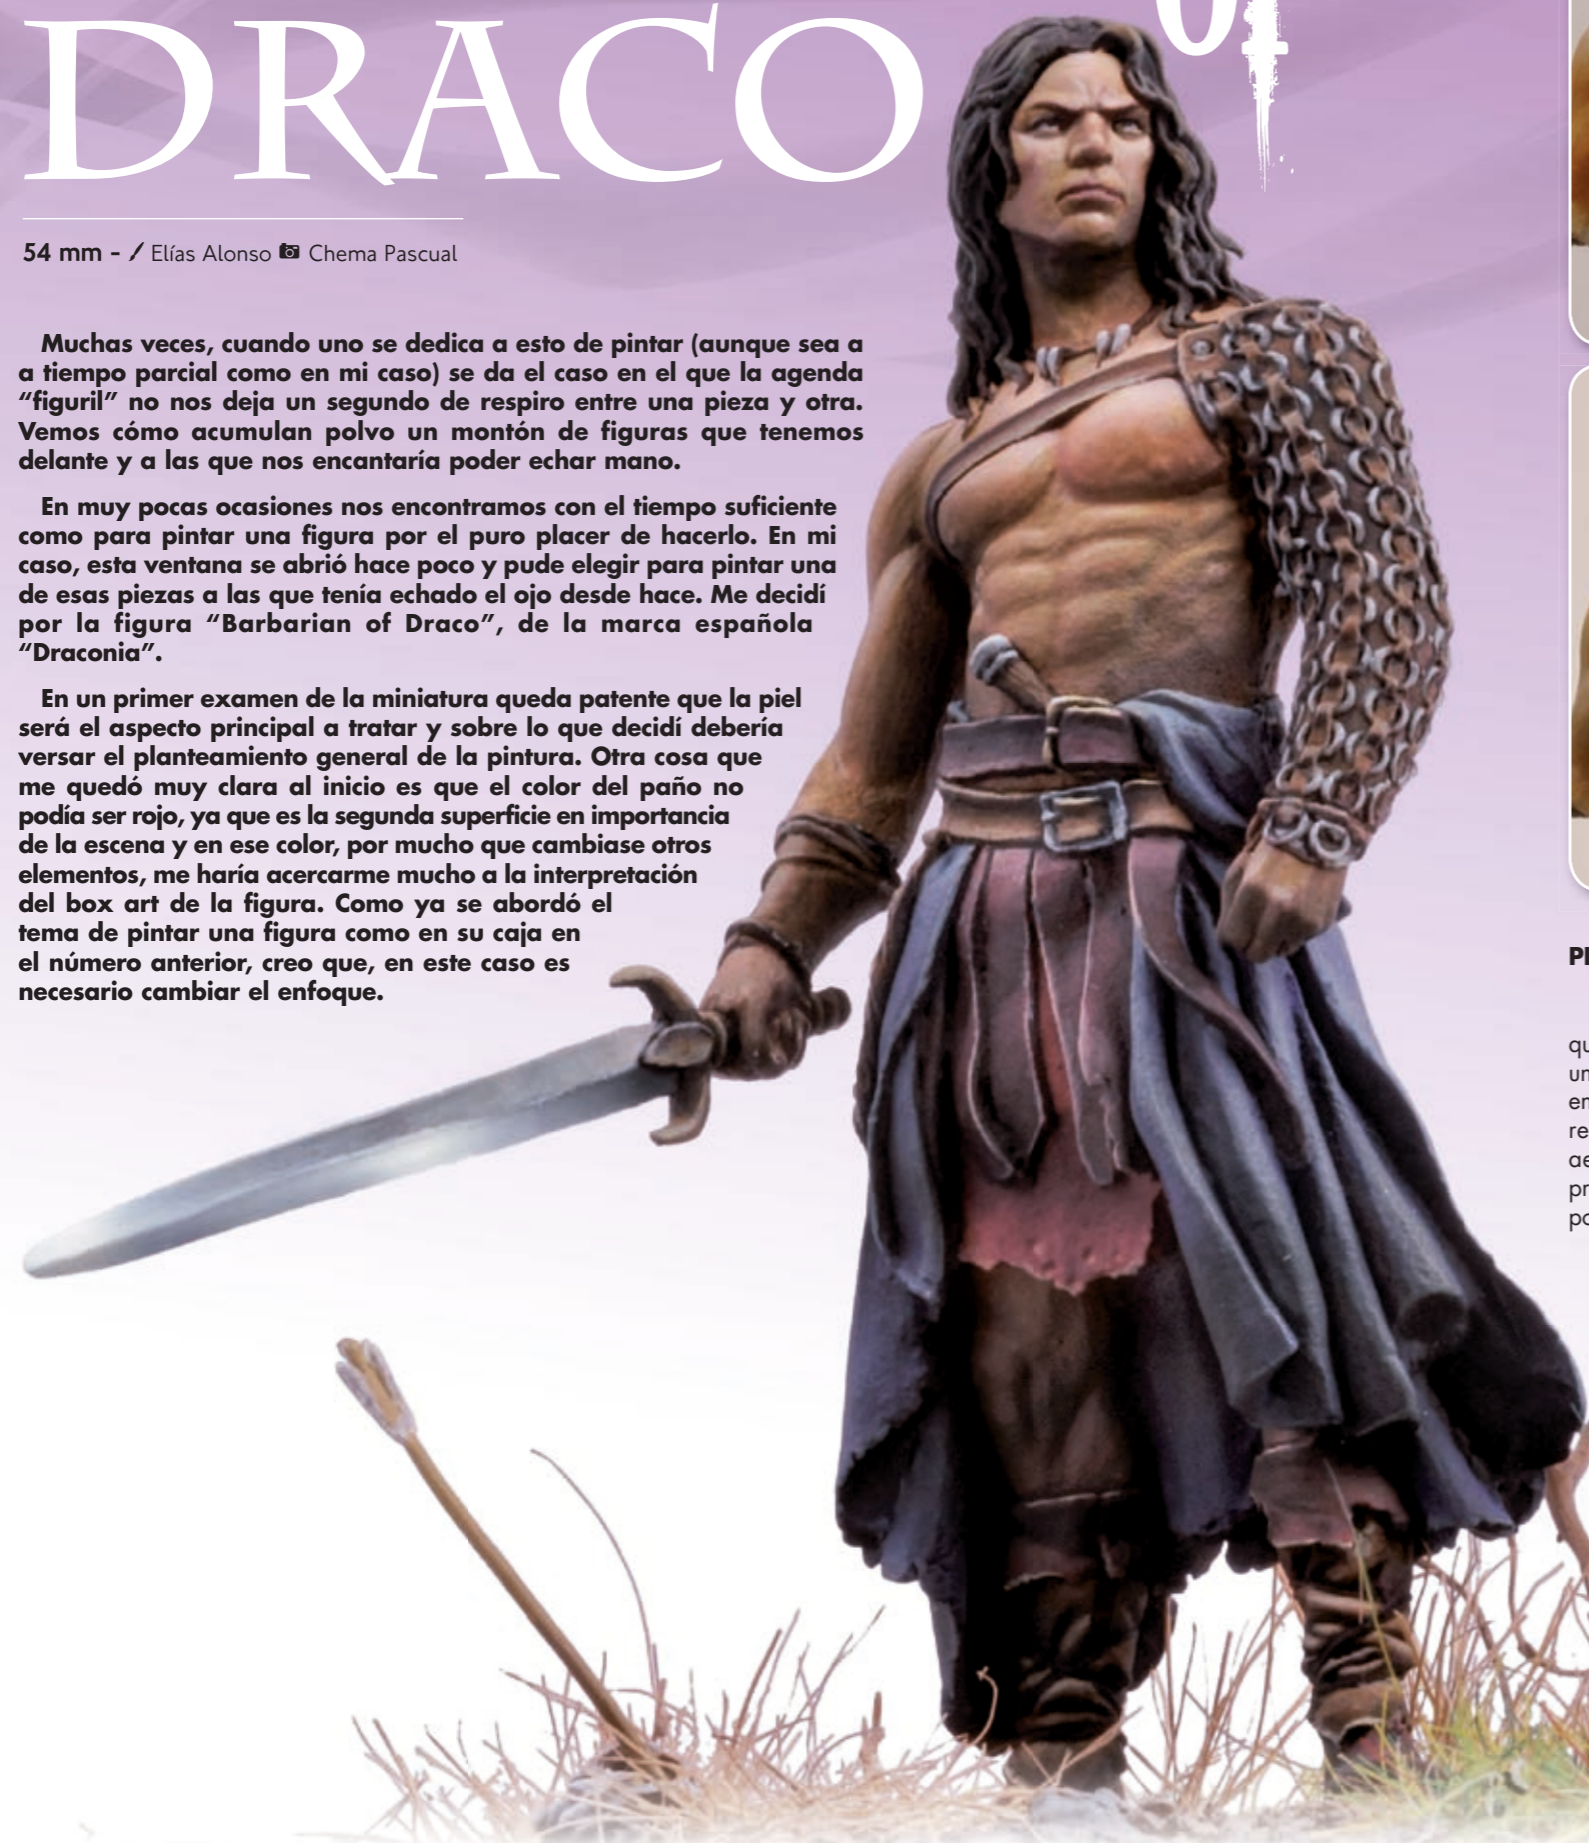 DRACO
01
54 mm - Elías Alonso Chema Pascual
Muchas veces, cuando uno se dedica a esto de pintar (aunque sea a
a tiempo parcial como en mi caso) se da el caso en el que la agenda
“figuril” no nos deja un segundo de respiro entre una pieza y otra.
Vemos cómo acumulan polvo un montón de figuras que tenemos
delante y a las que nos encantaría poder echar mano.
En muy pocas ocasiones nos encontramos con el tiempo suficiente
como para pintar una figura por el puro placer de hacerlo. En mi
caso, esta ventana se abrió hace poco y pude elegir para pintar una
de esas piezas a las que tenía echado el ojo desde hace. Me decidí
por la figura “Barbarian of Draco”, de la marca española
“Draconia”.
En un primer examen de la miniatura queda patente que la piel
será el aspecto principal a tratar y sobre lo que decidí debería
versar el planteamiento general de la pintura. Otra cosa que
me quedó muy clara al inicio es que el color del paño no
podía ser rojo, ya que es la segunda superficie en importancia
de la escena y en ese color, por mucho que cambiase otros
elementos, me haría acercarme mucho a la interpretación
del box art de la figura. Como ya se abordó el
tema de pintar una figura como en su caja en
el número anterior, creo que, en este caso es
necesario cambiar el enfoque.